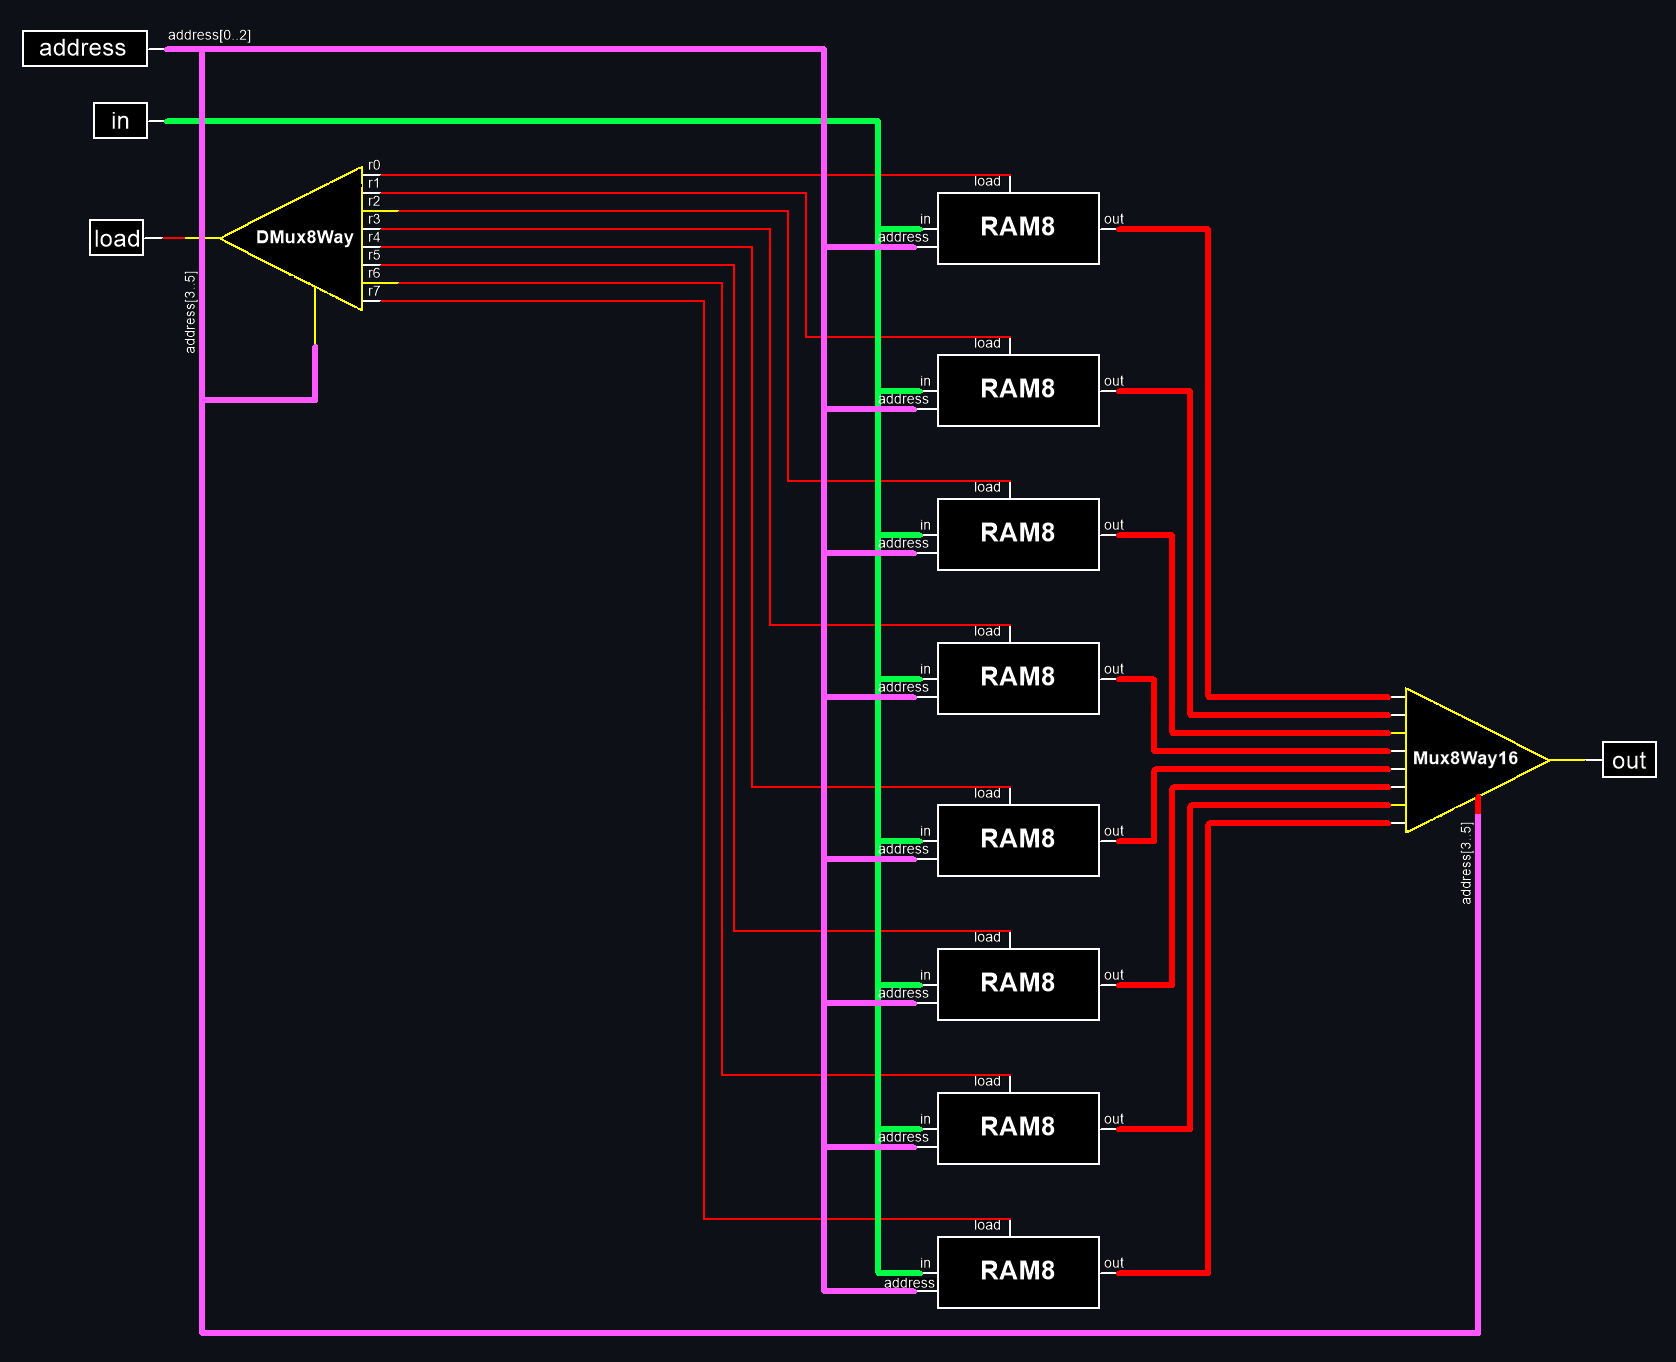 address[0..2]
address
in
r0
r1
r2
r3
r4
r5
r6
r7
load
DMux8Way
address[3..5]
load
in
address
RAM8
out
load
in
address
RAM8
out
load
in
address
RAM8
out
load
in
address
RAM8
out
load
in
address
RAM8
out
load
in
address
RAM8
out
load
in
address
RAM8
out
load
in
address
RAM8
out
Mux8Way16
out
address[3..5]